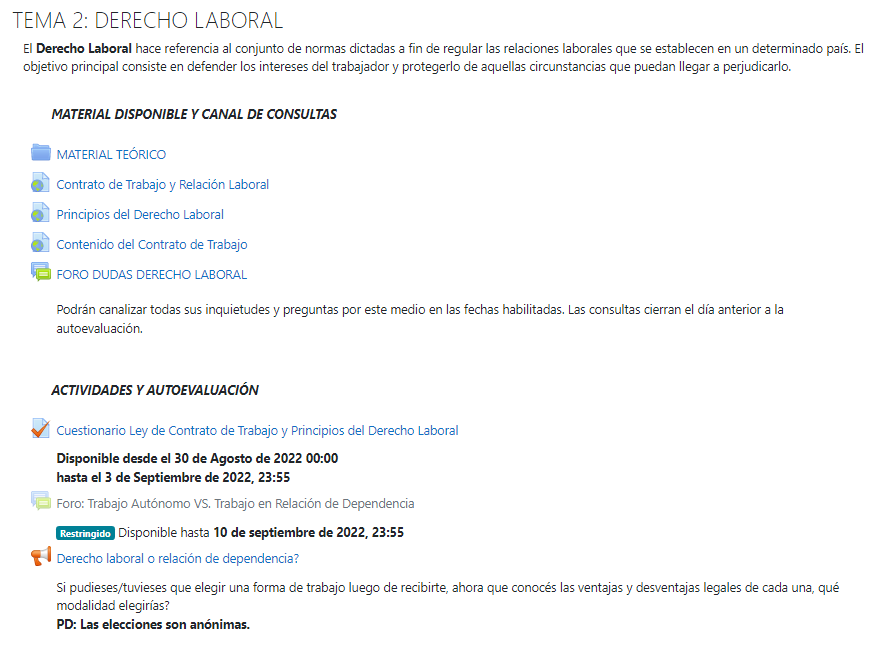 TEMA 2: DERECHO LABORAL
El Derecho Laboral hace referencia al conjunto de normas dictadas a fin de regular las relaciones laborales que se establecen en un determinado país. El
objetivo principal consiste en defender los intereses del trabajador y protegerlo de aquellas circunstancias que puedan llegar a perjudicarlo.
MATERIAL DISPONIBLE Y CANAL DE CONSULTAS
MATERIAL TEÓRICO
Contrato de Trabajo y Relación Laboral
Principios del Derecho Laboral
Contenido del Contrato de Trabajo
FORO DUDAS DERECHO LABORAL
Podrán canalizar todas sus inquietudes y preguntas por este medio en las fechas habilitadas. Las consultas cierran el día anterior a la
autoevaluación.
ACTIVIDADES Y AUTOEVALUACIÓN
Cuestionario Ley de Contrato de Trabajo y Principios del Derecho Laboral
Disponible desde el 30 de Agosto de 2022 00:00
hasta el 3 de Septiembre de 2022, 23:55
Foro: Trabajo Autónomo VS. Trabajo en Relación de Dependencia
Restringido Disponible hasta 10 de septiembre de 2022, 23:55
Derecho laboral o relación de dependencia?
Si pudieses/tuvieses que elegir una forma de trabajo luego de recibirte, ahora que conocés las ventajas y desventajas legales de cada una, qué
modalidad elegirías?
PD: Las elecciones son anónimas.